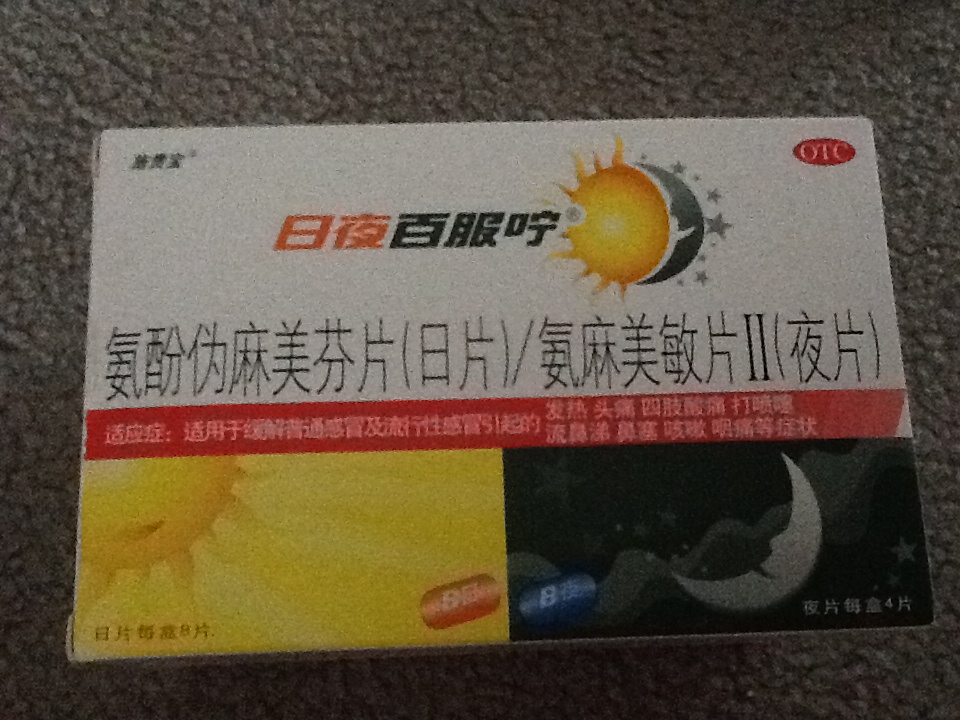 施贵宝®
OTC
日夜百服咛®
氨酚伪麻美芬片(日片)/氨麻美敏片II(夜片)
适应症: 适用于缓解普通感冒及流行性感冒引起的
发热 头痛 四肢酸痛 打喷嚏
流鼻涕 鼻塞 咳嗽 咽痛等症状
日片每盒8片
夜片每盒4片